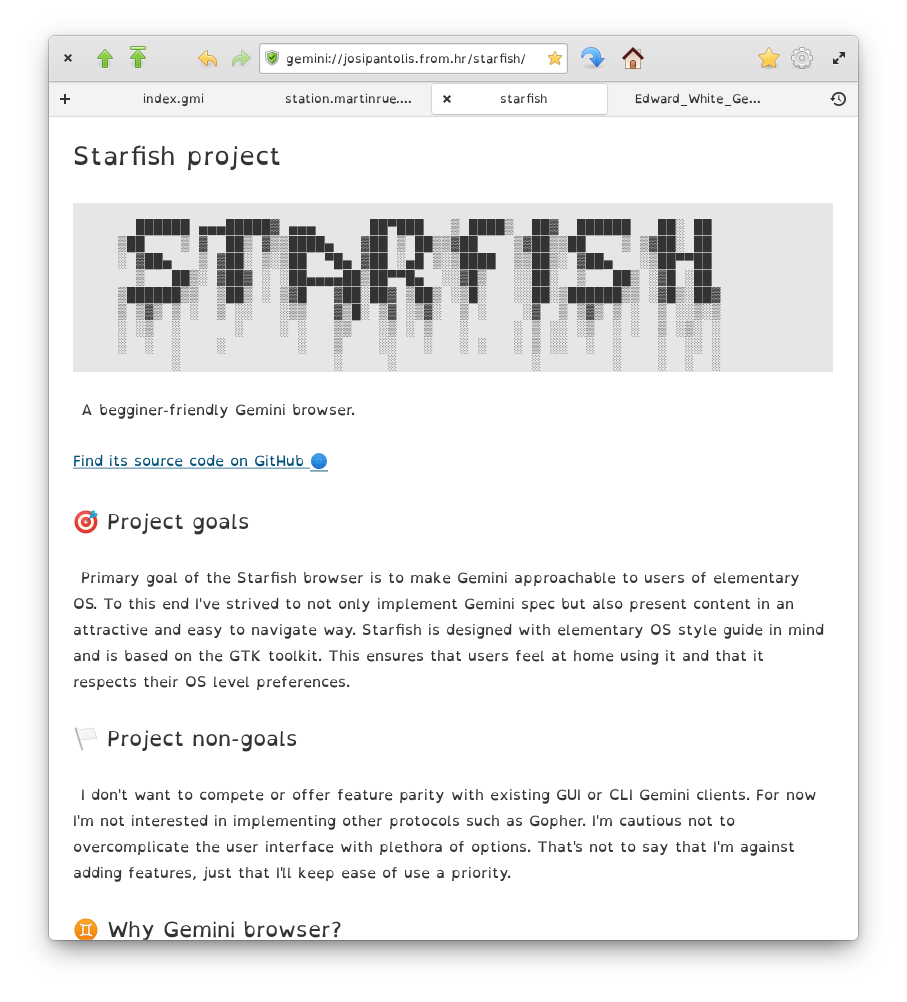 gemini://josipantolis.from.hr/starfish/
index.gmi station.martinrue.... starfish Edward_White_Ge...
Starfish project
STARFISH
A begginer-friendly Gemini browser.
Find its source code on GitHub
Project goals
Primary goal of the Starfish browser is to make Gemini approachable to users of elementary
OS. To this end I've strived to not only implement Gemini spec but also present content in an
attractive and easy to navigate way. Starfish is designed with elementary OS style guide in mind
and is based on the GTK toolkit. This ensures that users feel at home using it and that it
respects their OS level preferences.
Project non-goals
I don't want to compete or offer feature parity with existing GUI or CLI Gemini clients. For now
I'm not interested in implementing other protocols such as Gopher. I'm cautious not to
overcomplicate the user interface with plethora of options. That's not to say that I'm against
adding features, just that I'll keep ease of use a priority.
Why Gemini browser?